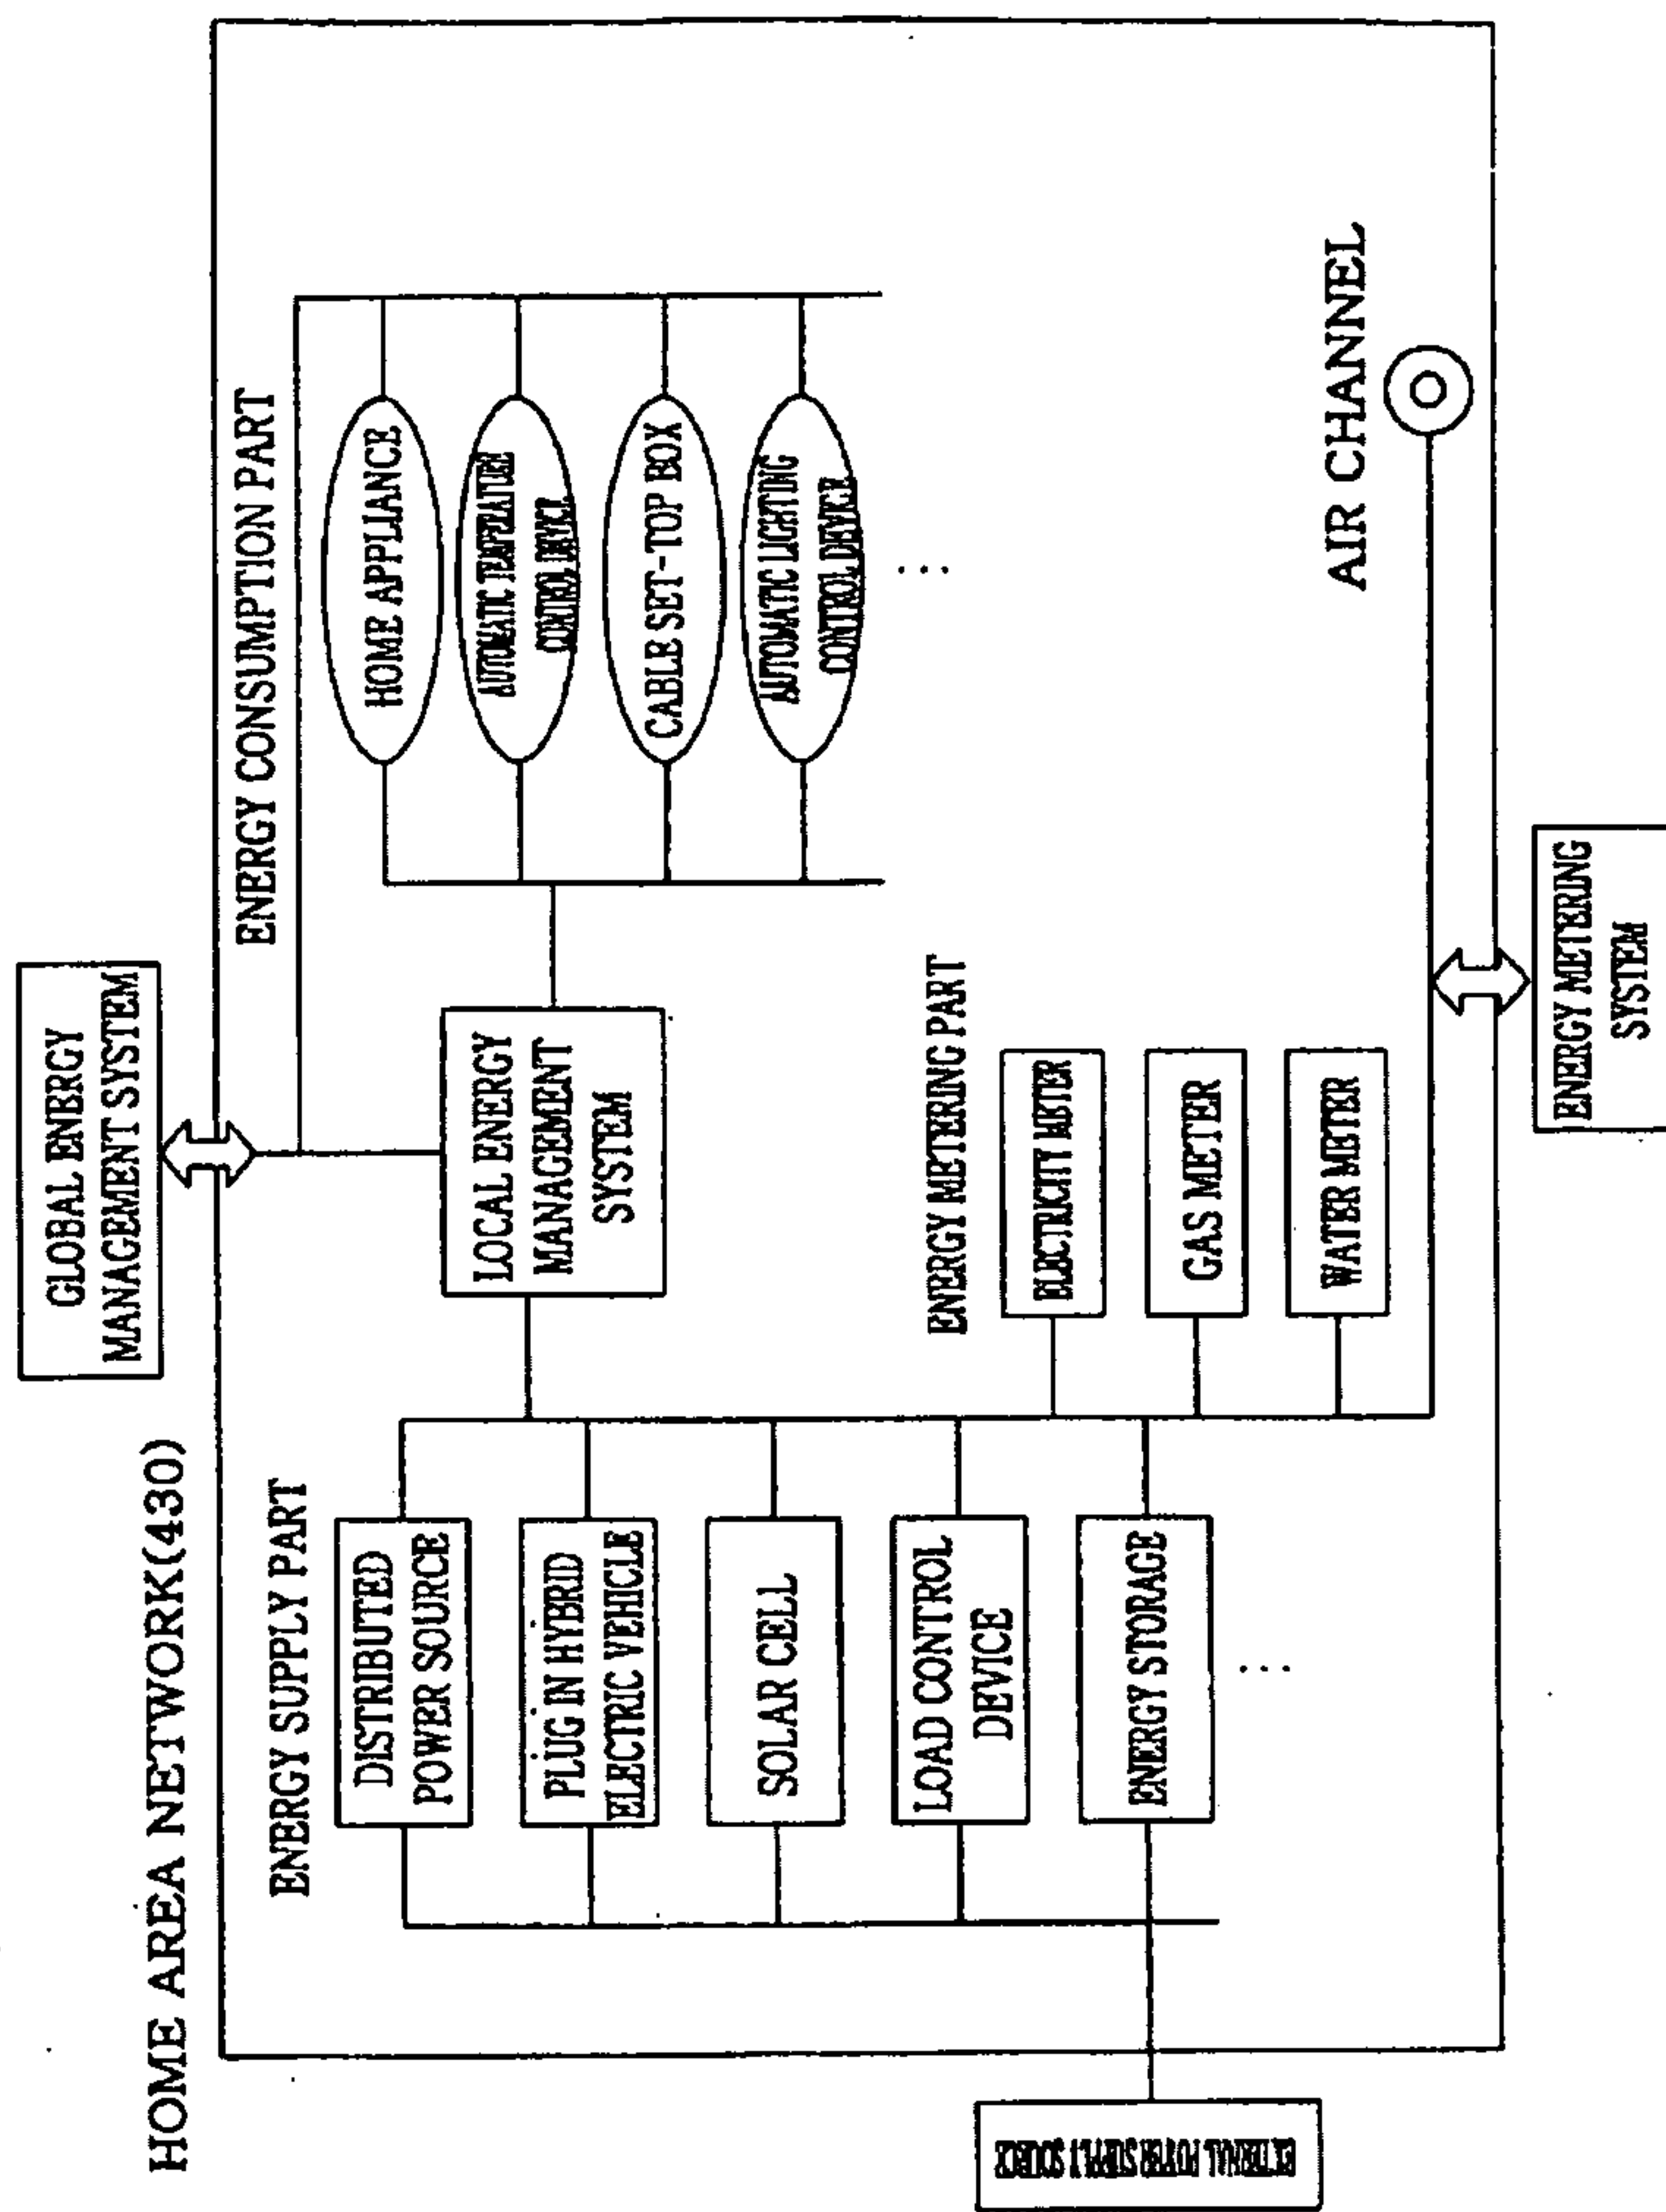 HOME AREA NETWORK(430)
GLOBAL ENERGY
MANAGEMENT SYSTEM
ENERGY SUPPLY PART
DISTRIBUTED
POWER SOURCE
PLUG IN HYBRID
ELECTRIC VEHICLE
SOLAR CELL
LOAD CONTROL
DEVICE
ENERGY STORAGE
...
EXTERNAL POWER SUPPLY SOURCE
LOCAL ENERGY
MANAGEMENT
SYSTEM
ENERGY METERING PART
ELECTRICITY METER
GAS METER
WATER METER
ENERGY CONSUMPTION PART
HOME APPLIANCE
AUTOMATIC TEAPERATURE
CONTROL DEVICE
CABLE SET-TOP BOX
AUTOMATIC LIGHTING
CONTROL DEVICE
...
AIR CHANNEL
ENERGY METERING
SYSTEM